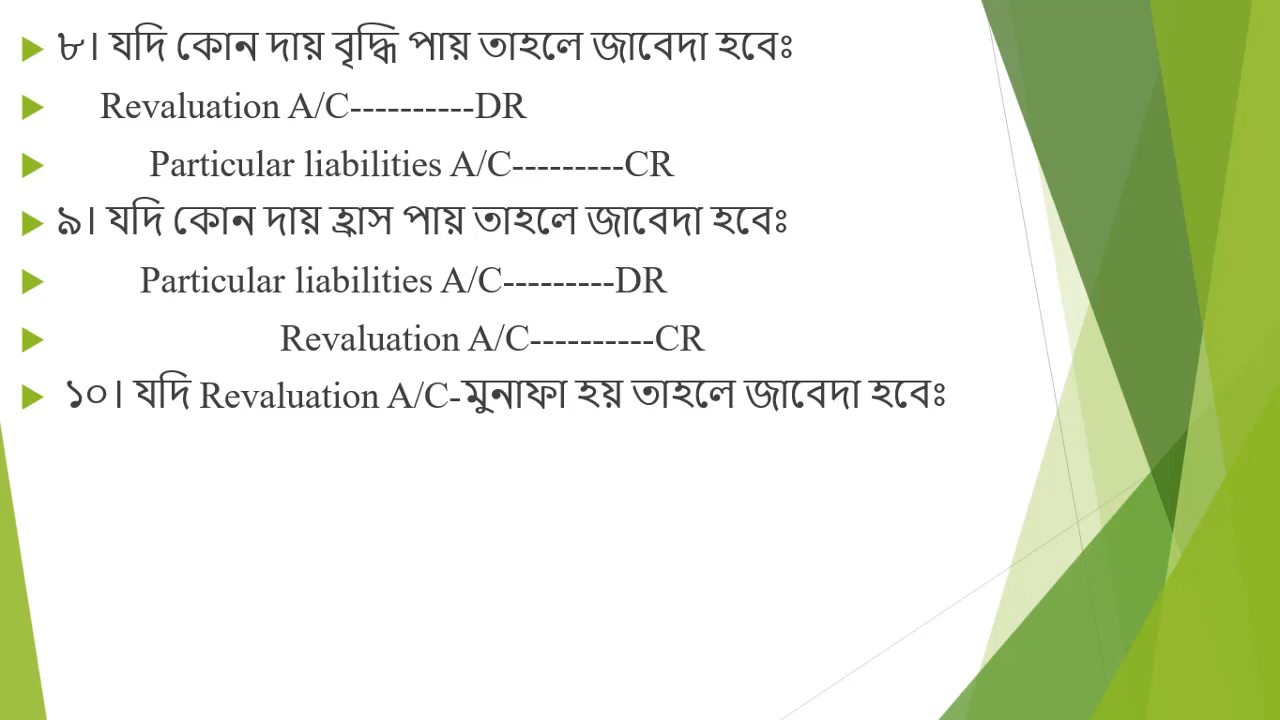 ৮। যদি কোন দায় বৃদ্ধি পায় তাহলে জাবেদা হবেঃ
Revaluation A/C----------DR
Particular liabilities A/C---------CR
৯। যদি কোন দায় হ্রাস পায় তাহলে জাবেদা হবেঃ
Particular liabilities A/C---------DR
Revaluation A/C----------CR
১০। যদি Revaluation A/C-মুনাফা হয় তাহলে জাবেদা হবেঃ